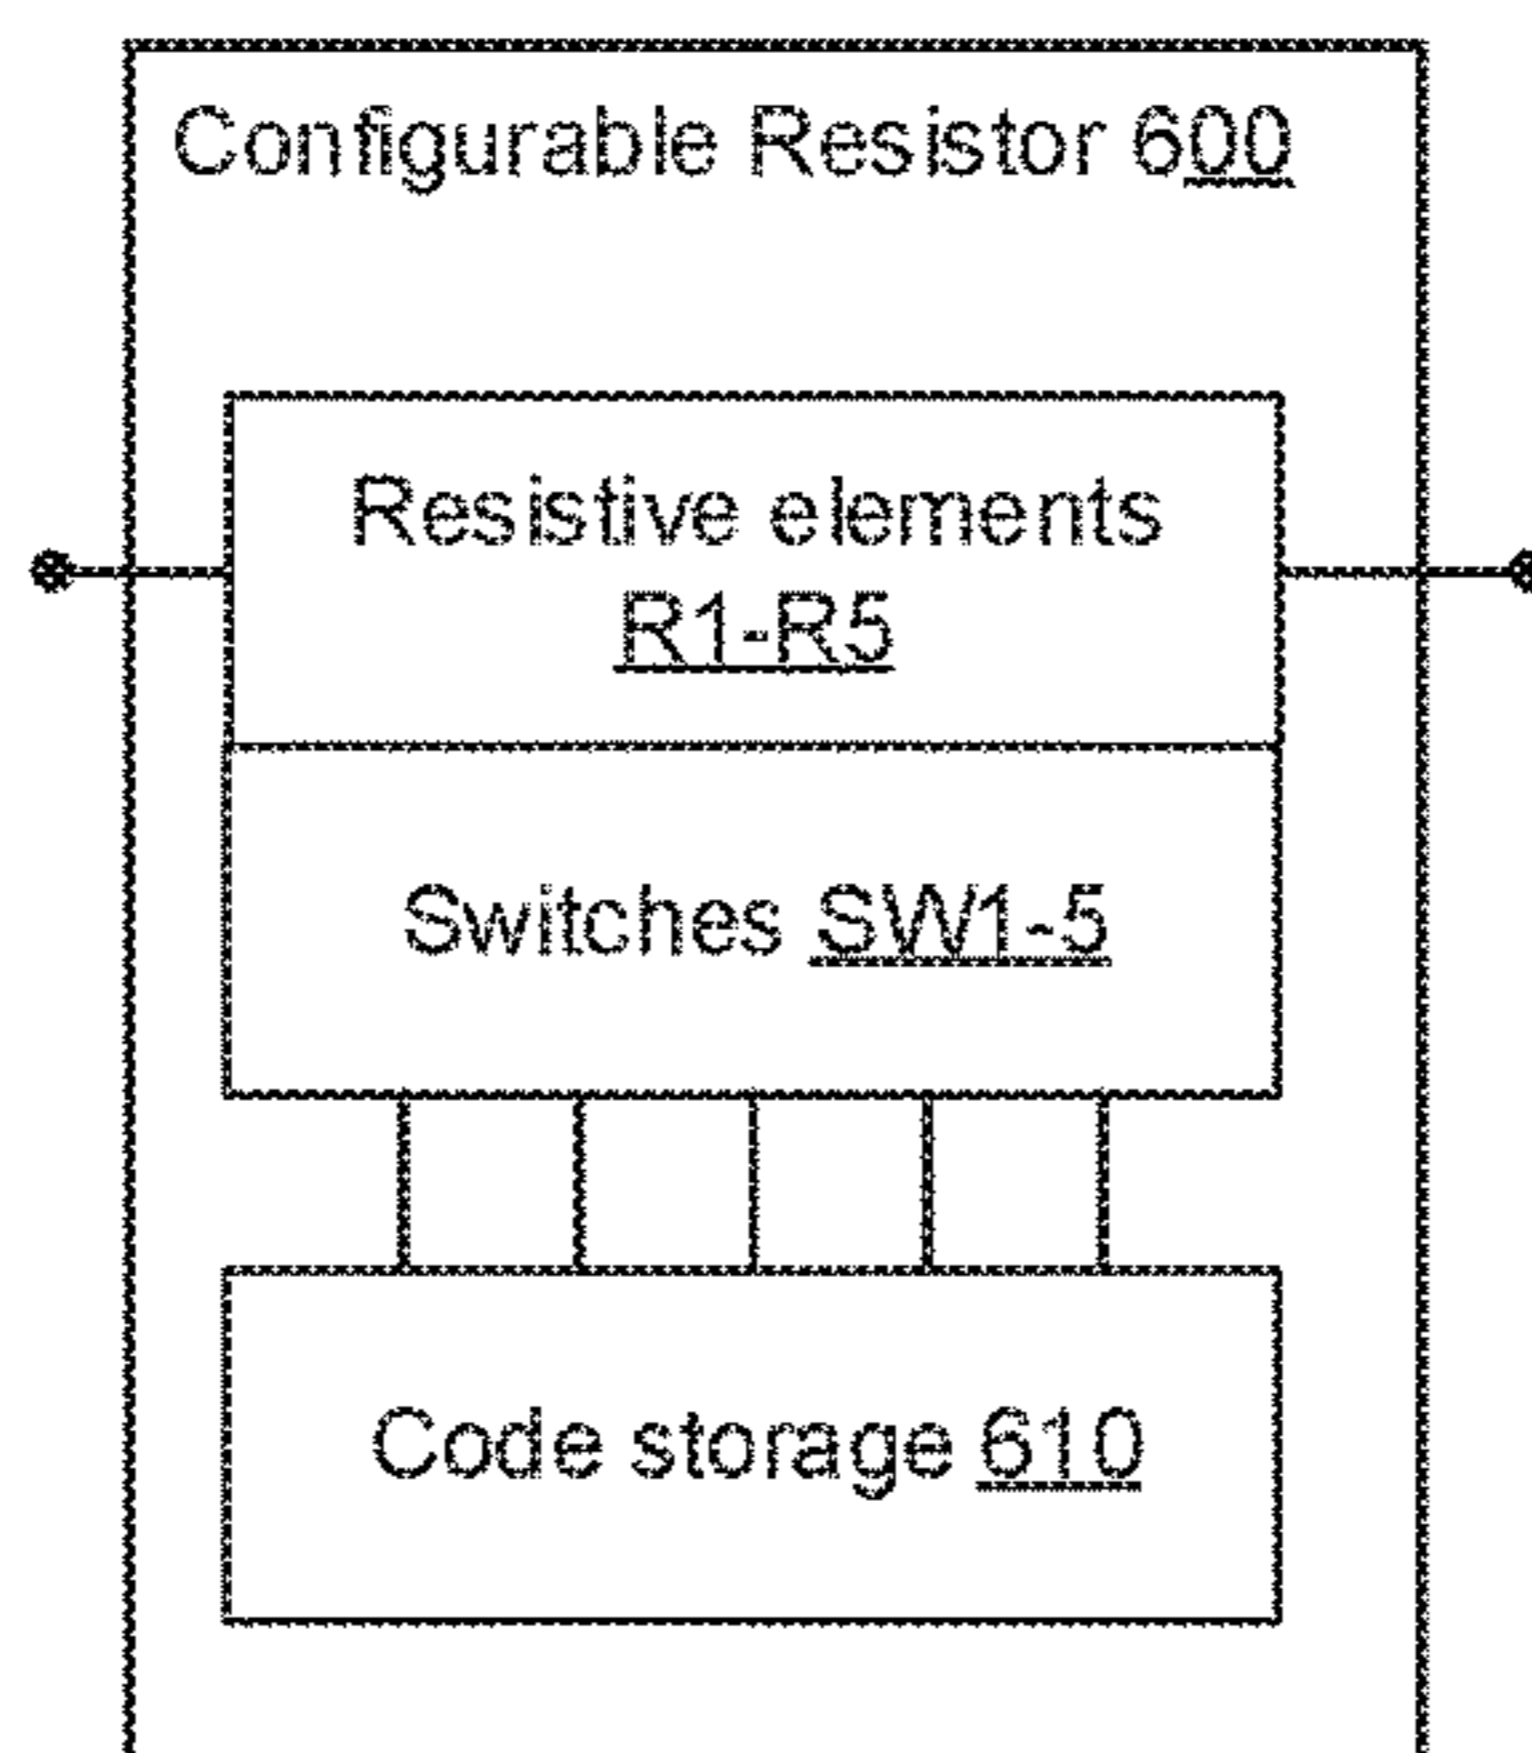 Configurable Resistor 600
Resistive elements
R1-R5
Switches SW1-5
Code storage 610